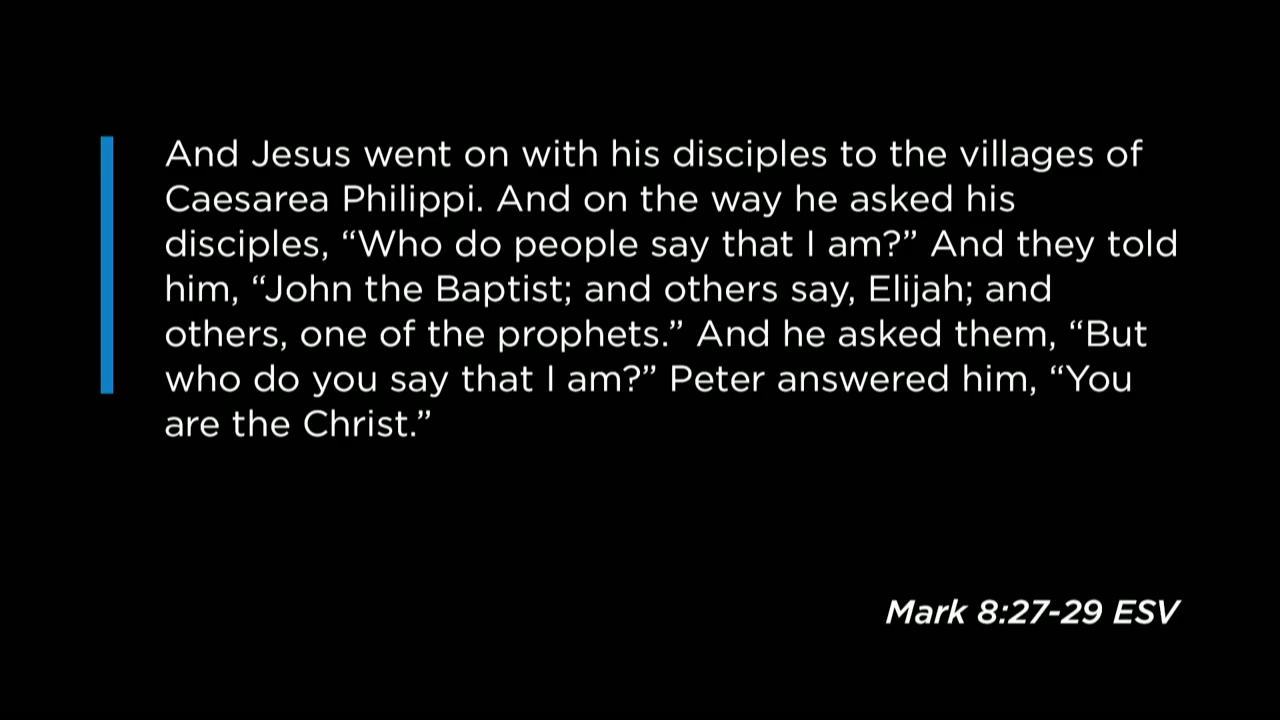 And Jesus went on with his disciples to the villages of
Caesarea Philippi. And on the way he asked his
disciples, “Who do people say that I am?” And they told
him, “John the Baptist; and others say, Elijah; and
others, one of the prophets.” And he asked them, “But
who do you say that I am?” Peter answered him, “You
are the Christ.”
Mark 8:27-29 ESV